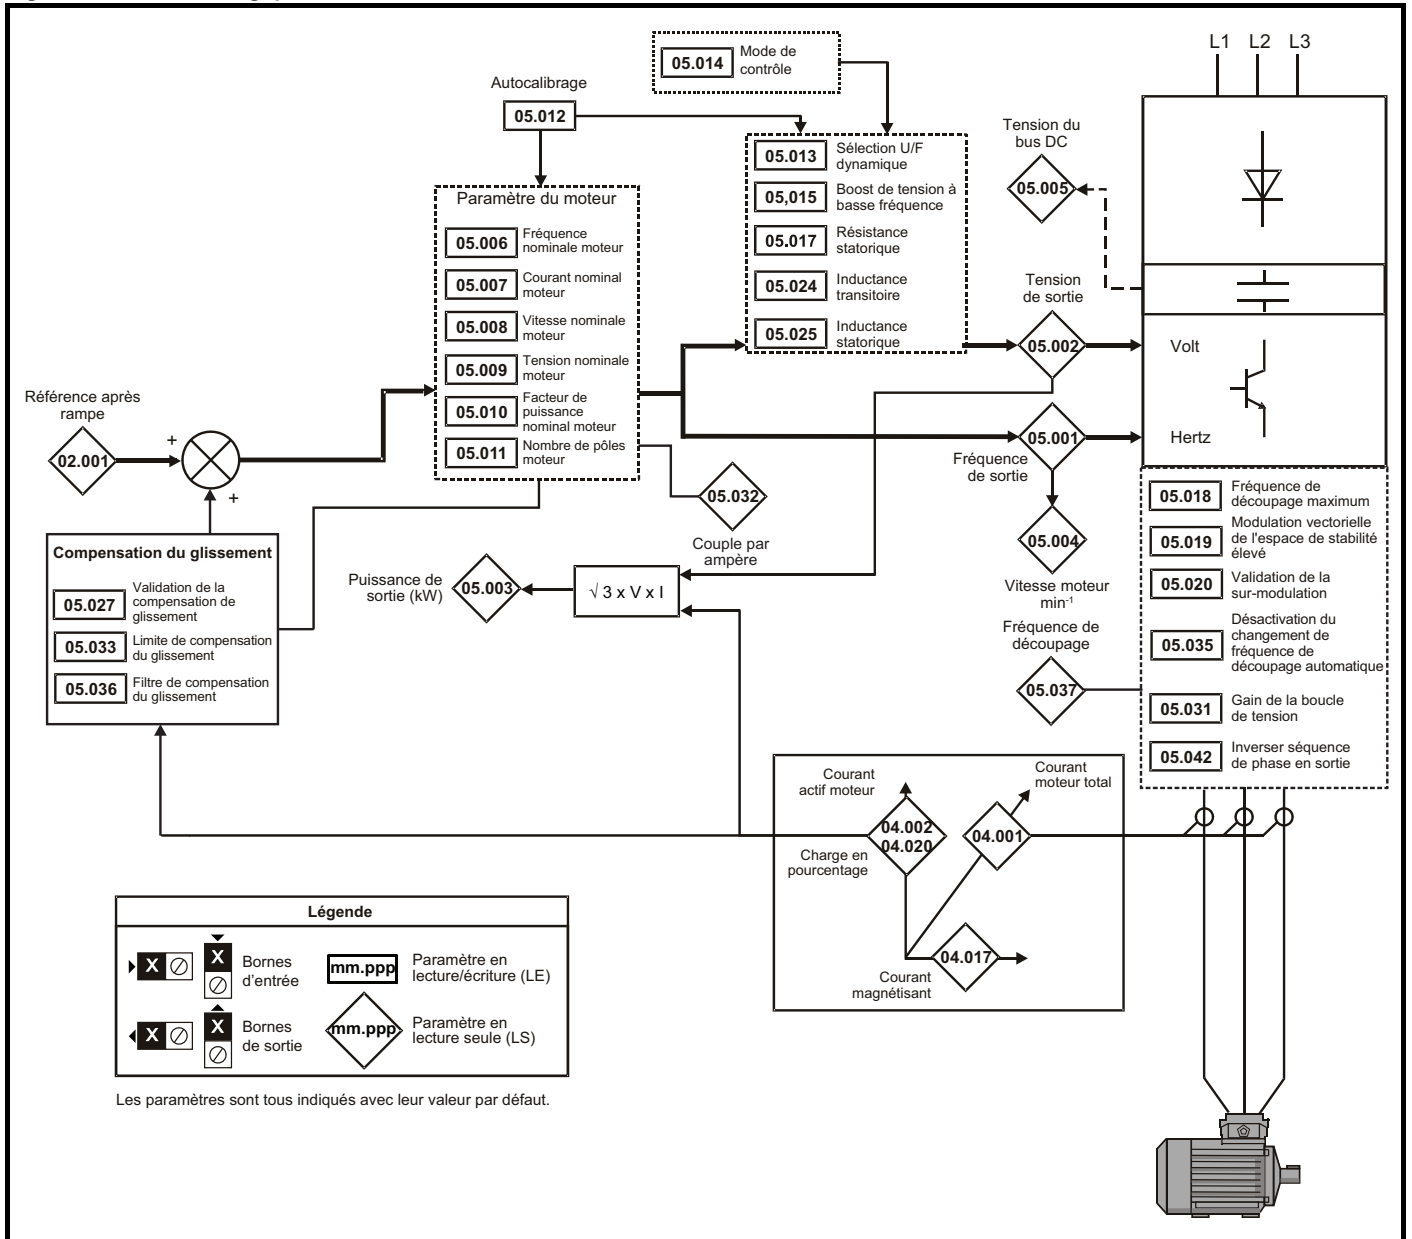 L1 L2 L3
05.014
Mode de
contrôle
Autocalibrage
05.012
Paramètre du moteur
05.006
Fréquence
nominale moteur
05.007
Courant nominal
moteur
05.008
Vitesse nominale
moteur
05.009
Tension nominale
moteur
05.010
Facteur de
puissance
nominal moteur
05.011
Nombre de pôles
moteur
05.013
Sélection U/F
dynamique
05,015
Boost de tension à
basse fréquence
05.017
Résistance
statorique
05.024
Inductance
transitoire
05.025
Inductance
statorique
Tension du
bus DC
05.005
Tension
de sortie
05.002
Volt
Hertz
05.001
Fréquence
de sortie
05.004
Vitesse moteur
min-1
Référence après
rampe
02.001
+
+
Compensation du glissement
05.027
Validation de la
compensation de
glissement
05.033
Limite de compensation
du glissement
05.036
Filtre de compensation
du glissement
05.032
Couple par
ampère
Puissance de
sortie (kW)
05.003
√ 3 x V x I
Fréquence de
découpage
05.037
05.018
Fréquence de
découpage maximum
05.019
Modulation vectorielle
de l'espace de stabilité
élevé
05.020
Validation de la
sur-modulation
05.035
Désactivation du
changement de
fréquence de
découpage automatique
05.031
Gain de la boucle
de tension
05.042
Inverser séquence
de phase en sortie
Courant
actif moteur
Courant
moteur total
04.002
04.020
04.001
Charge en
pourcentage
04.017
Courant
magnétisant
Légende
X
X
Bornes
d'entrée
mm.ppp
Paramètre en
lecture/écriture (LE)
X
X
Bornes
de sortie
mm.ppp
Paramètre en
lecture seule (LS)
Les paramètres sont tous indiqués avec leur valeur par défaut.